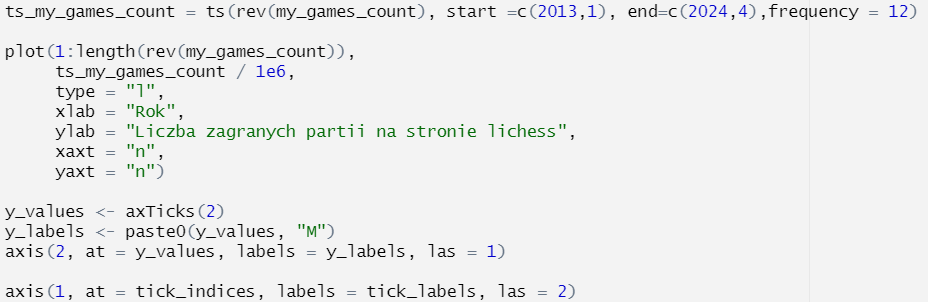 ts_my_games_count = ts(rev(my_games_count), start =c(2013,1), end=c(2024,4),frequency = 12)
plot(1:length(rev(my_games_count)),
ts_my_games_count / 1e6,
type = "l",
xlab = "Rok",
ylab = "Liczba zagranych partii na stronie lichess",
xaxt = "n",
yaxt = "n")
y_values <- axTicks(2)
y_labels <- paste0(y_values, "M")
axis(2, at = y_values, labels = y_labels, las = 1)
axis(1, at = tick_indices, labels = tick_labels, las = 2)